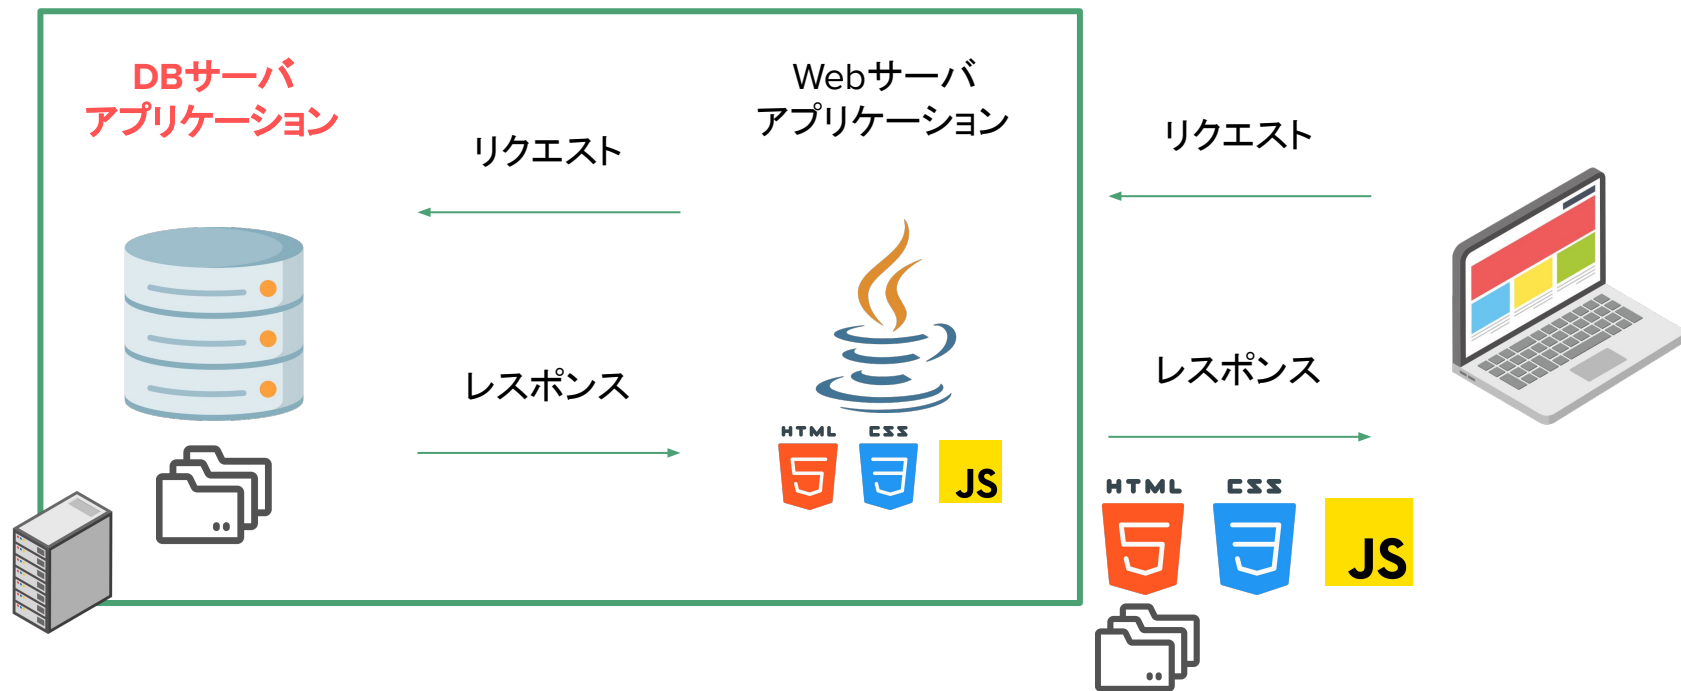 DBサーバ
アプリケーション
リクエスト
レスポンス
Webサーバ
アプリケーション
HTML
CSS
JS
リクエスト
レスポンス
HTML
CSS
JS